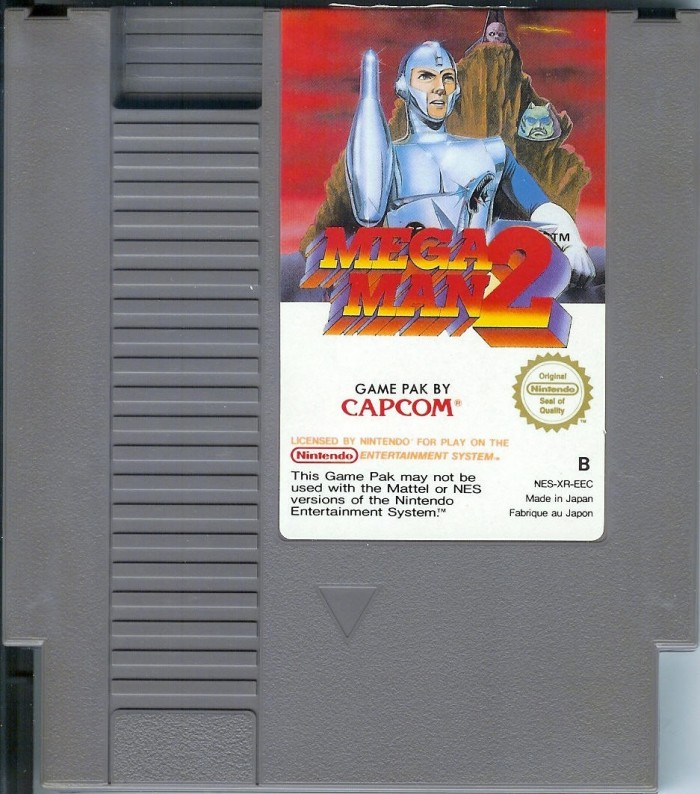 MEGA
MAN 2
TM
GAME PAK BY
CAPCOM®
Original
Nintendo
Seal of
Quality
TM
LICENSED BY NINTENDO® FOR PLAY ON THE
Nintendo ENTERTAINMENT SYSTEM™
This Game Pak may not be
used with the Mattel or NES
versions of the Nintendo
Entertainment System.™
B
NES-XR-EEC
Made in Japan
Fabrique au Japon